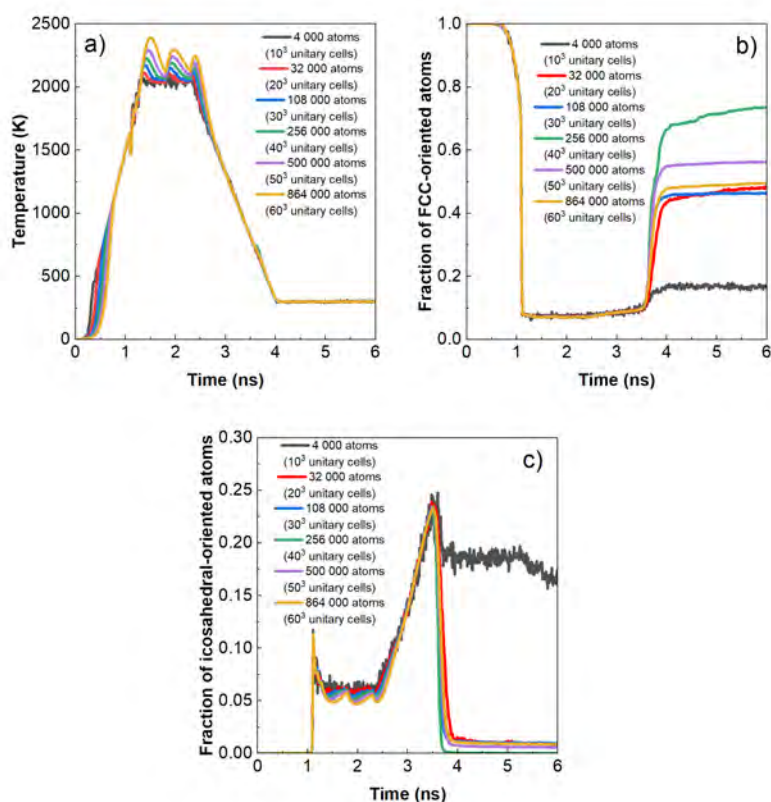 a)
Temperature (K)
2500
2000
1500
1000
500
0
0 1 2 3 4 5 6
Time (ns)
4 000 atoms
(10³ unitary cells)
32 000 atoms
(20³ unitary cells)
108 000 atoms
(30³ unitary cells)
256 000 atoms
(40³ unitary cells)
500 000 atoms
(50³ unitary cells)
864 000 atoms
(60³ unitary cells)
b)
Fraction of FCC-oriented atoms
1.0
0.8
0.6
0.4
0.2
0.0
0 1 2 3 4 5 6
Time (ns)
4 000 atoms
(10³ unitary cells)
32 000 atoms
(20³ unitary cells)
108 000 atoms
(30³ unitary cells)
256 000 atoms
(40³ unitary cells)
500 000 atoms
(50³ unitary cells)
864 000 atoms
(60³ unitary cells)
c)
Fraction of icosahedral-oriented atoms
0.30
0.25
0.20
0.15
0.10
0.05
0.00
0 1 2 3 4 5 6
Time (ns)
4 000 atoms
(10³ unitary cells)
32 000 atoms
(20³ unitary cells)
108 000 atoms
(30³ unitary cells)
256 000 atoms
(40³ unitary cells)
500 000 atoms
(50³ unitary cells)
864 000 atoms
(60³ unitary cells)